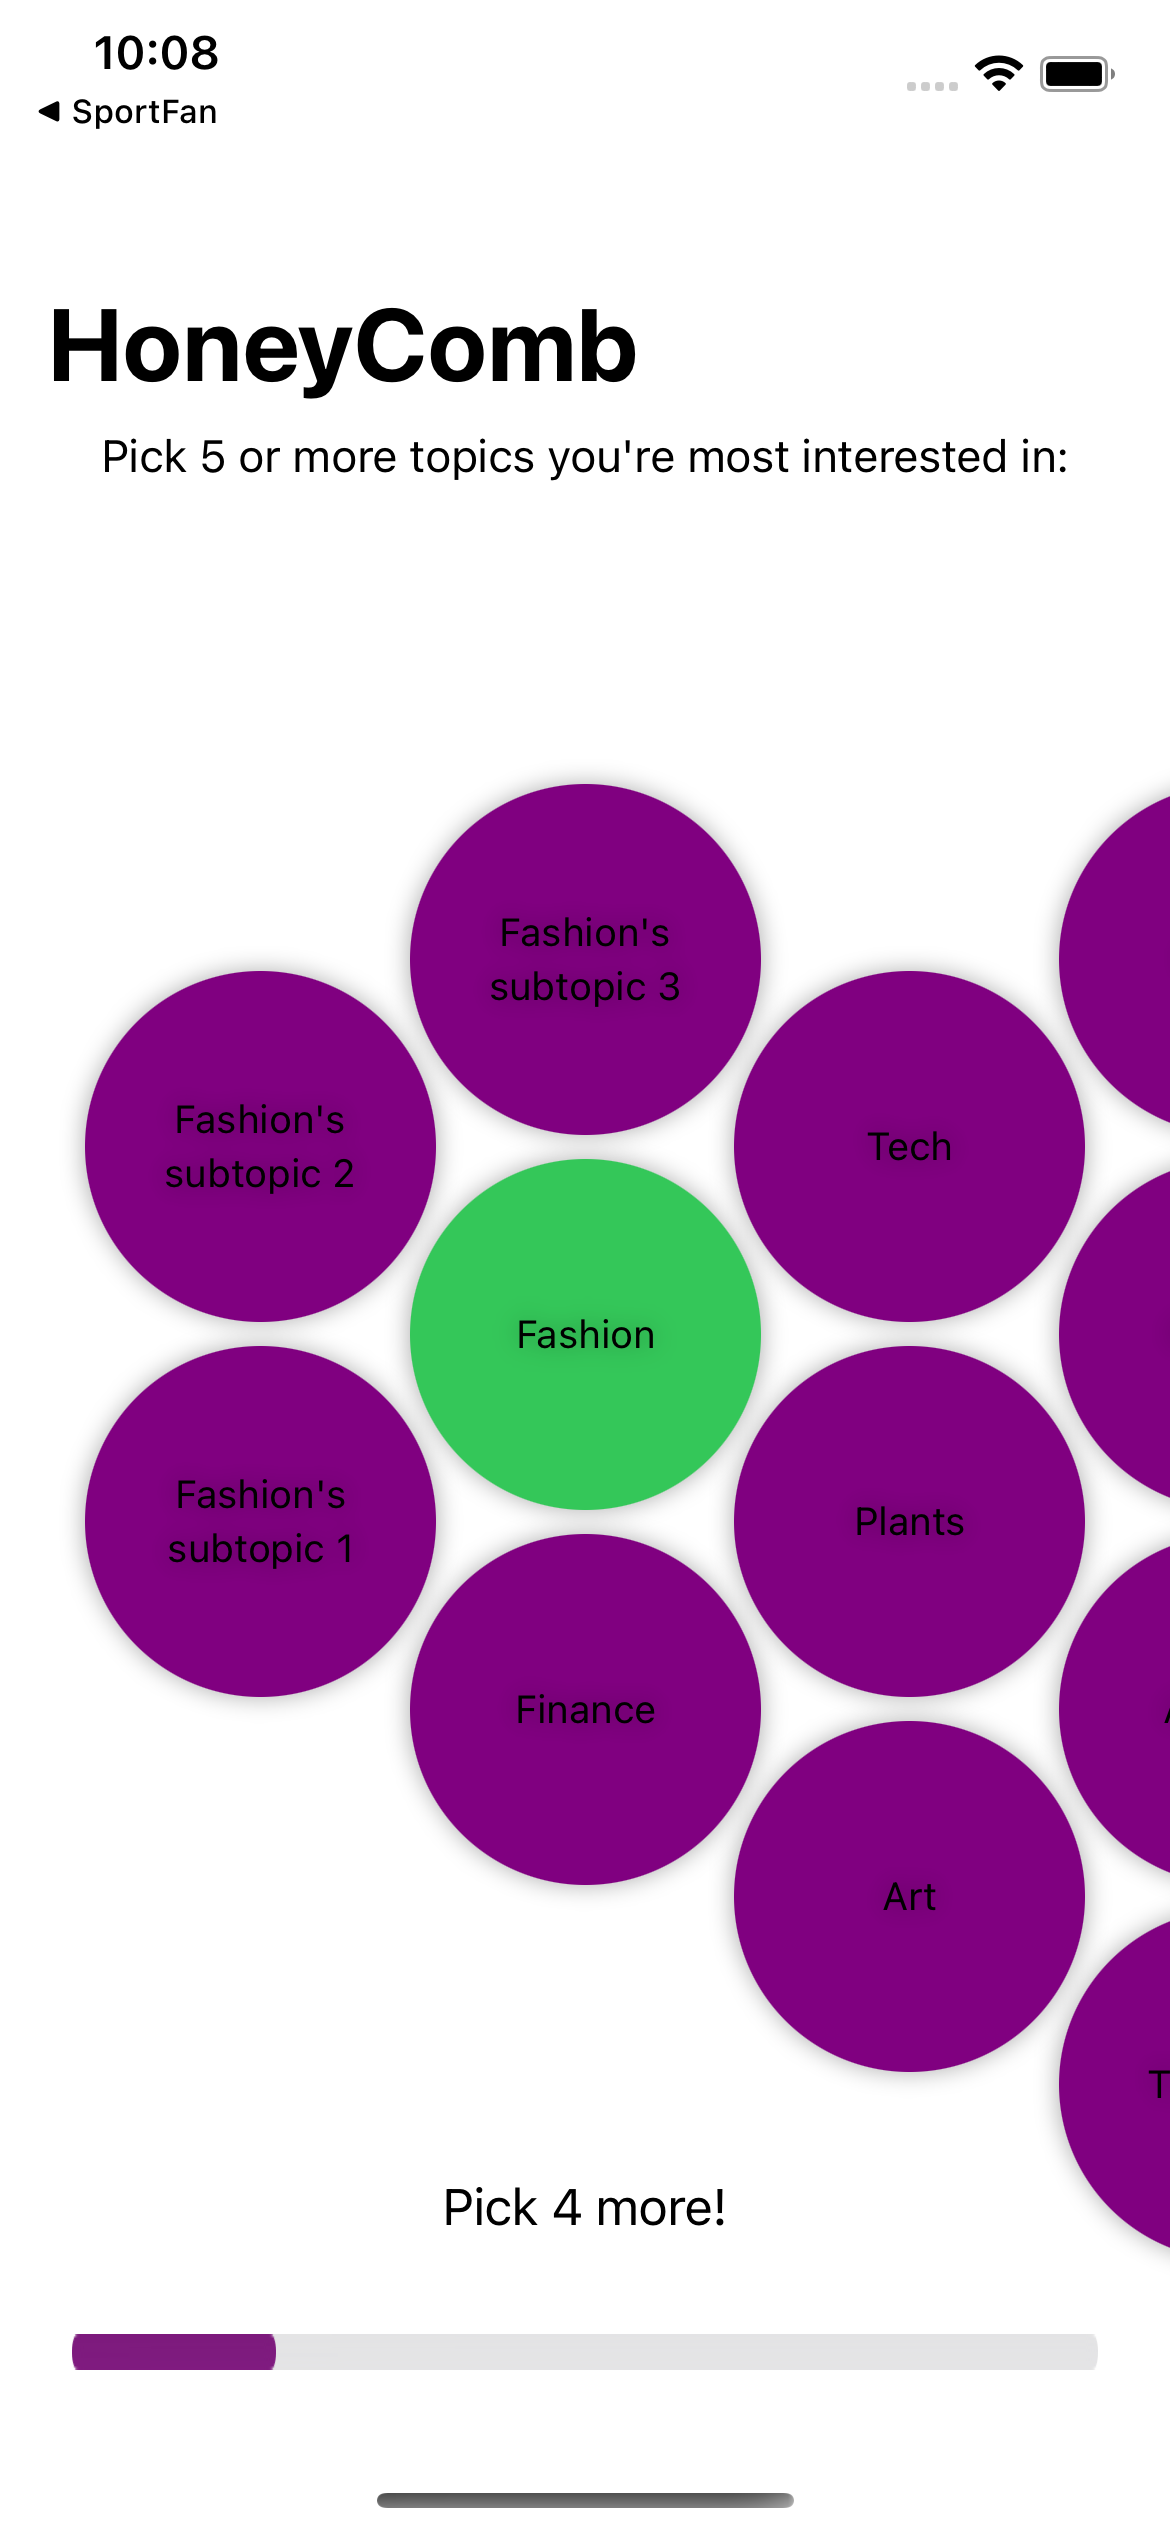 10:08
◀ SportFan
HoneyComb
Pick 5 or more topics you're most interested in:
Fashion's
subtopic 3
Fashion's
subtopic 2
Tech
Fashion
Fashion's
subtopic 1
Plants
Finance
Art
Pick 4 more!